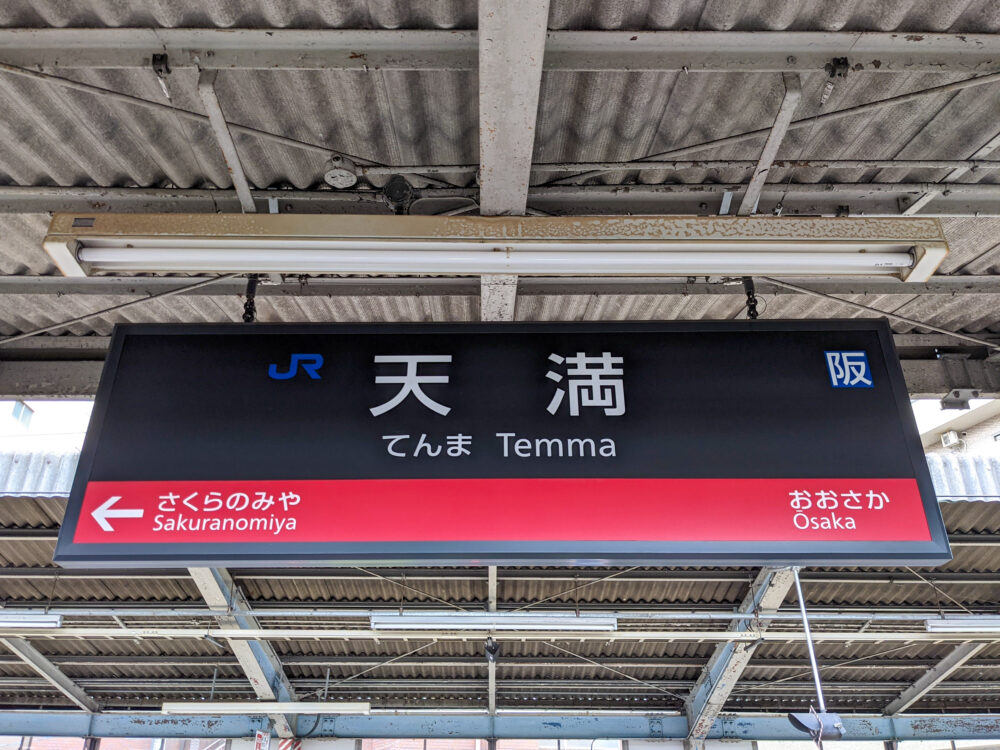 JR 天満 阪
てんま Temma
← さくらのみや おおさか
Sakuranomiya Ōsaka